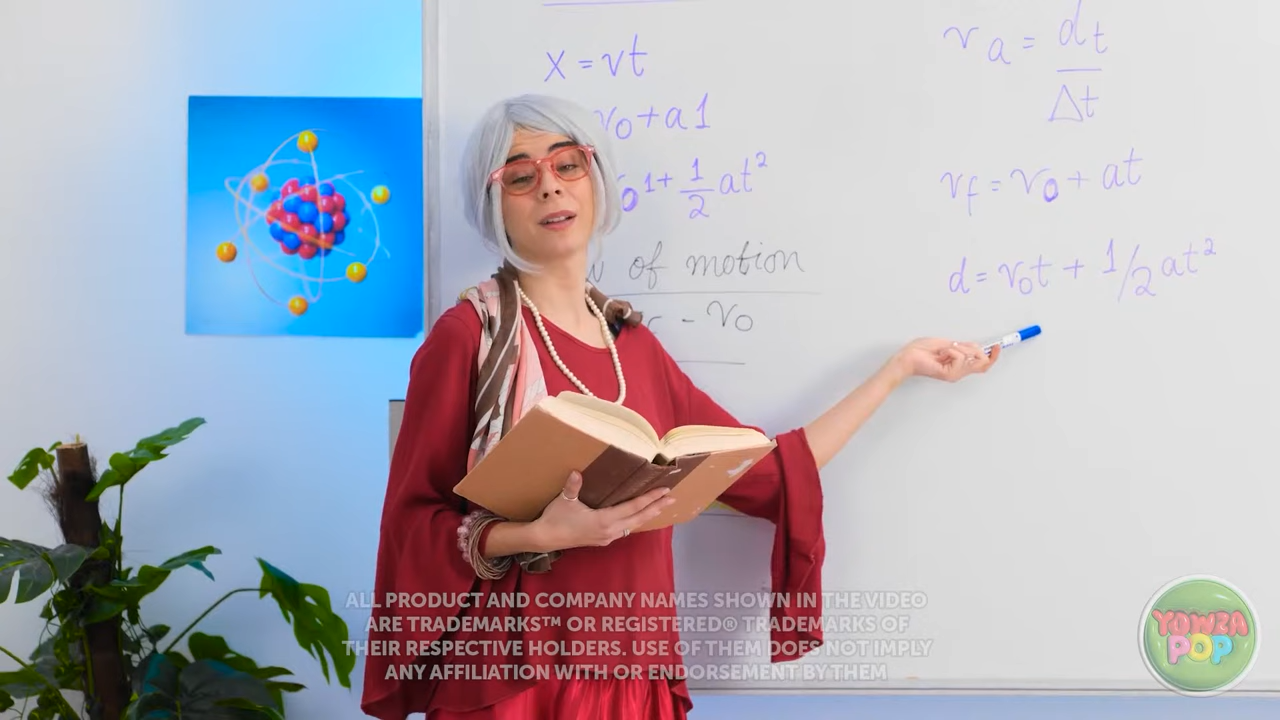 x = vt
v0 + a1
01 + 1/2 at²
of motion
- v0
va = dt/Δt
vf = v0 + at
d = v0t + 1/2 at²
ALL PRODUCT AND COMPANY NAMES SHOWN IN THE VIDEO
ARE TRADEMARKS™ OR REGISTERED® TRADEMARKS OF
THEIR RESPECTIVE HOLDERS. USE OF THEM DOES NOT IMPLY
ANY AFFILIATION WITH OR ENDORSEMENT BY THEM
YOWZA
POP